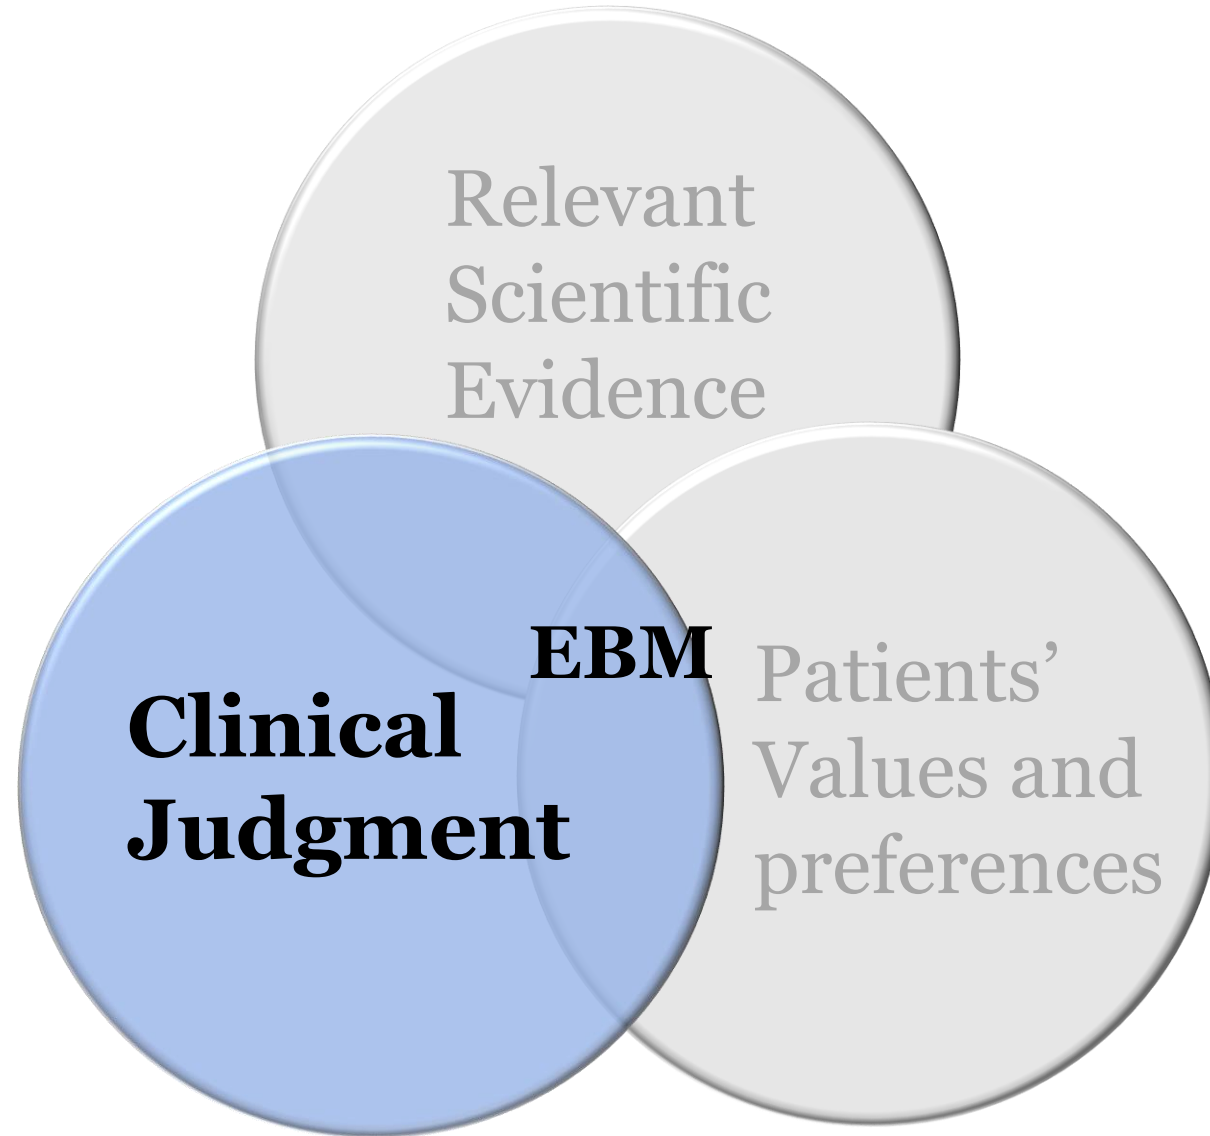 Relevant
Scientific
Evidence
EBM
Clinical
Judgment
Patients’
Values and
preferences